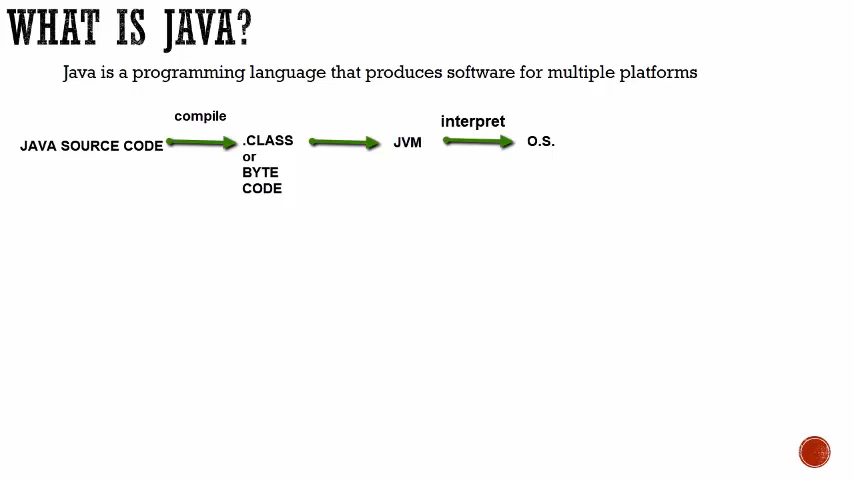 WHAT IS JAVA?
Java is a programming language that produces software for multiple platforms
compile
interpret
JAVA SOURCE CODE
.CLASS
or
BYTE
CODE
JVM
O.S.